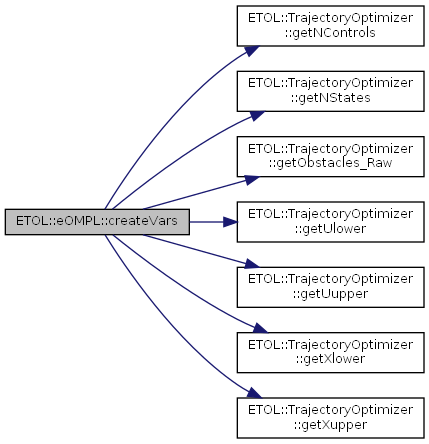 ETOL::TrajectoryOptimizer
::getNControls
ETOL::TrajectoryOptimizer
::getNStates
ETOL::TrajectoryOptimizer
::getObstacles_Raw
ETOL::eOMPL::createVars
ETOL::TrajectoryOptimizer
::getUlower
ETOL::TrajectoryOptimizer
::getUupper
ETOL::TrajectoryOptimizer
::getXlower
ETOL::TrajectoryOptimizer
::getXupper